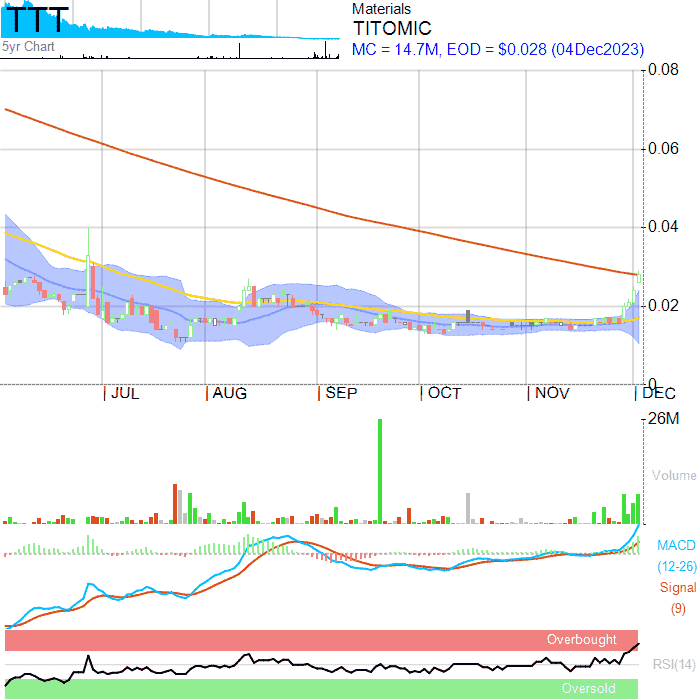 TTT
5yr Chart
Materials
TITOMIC
MC = 14.7M, EOD = $0.028 (04Dec2023)
0.08
0.06
0.04
0.02
0
JUL AUG SEP OCT NOV DEC
26M
Volume
MACD
(12-26)
Signal
(9)
Overbought
RSI(14)
Oversold